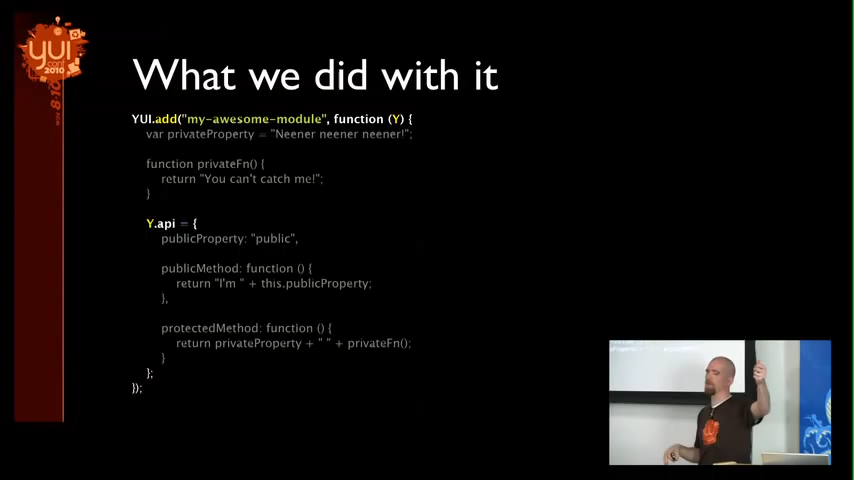 yui
conf
2010
8-10
What we did with it
YUI.add("my-awesome-module", function (Y) {
var privateProperty = "Neener neener neener!";
function privateFn() {
return "You can't catch me!";
}
Y.api = {
publicProperty: "public",
publicMethod: function () {
return "I'm " + this.publicProperty;
},
protectedMethod: function () {
return privateProperty + " " + privateFn();
}
};
});